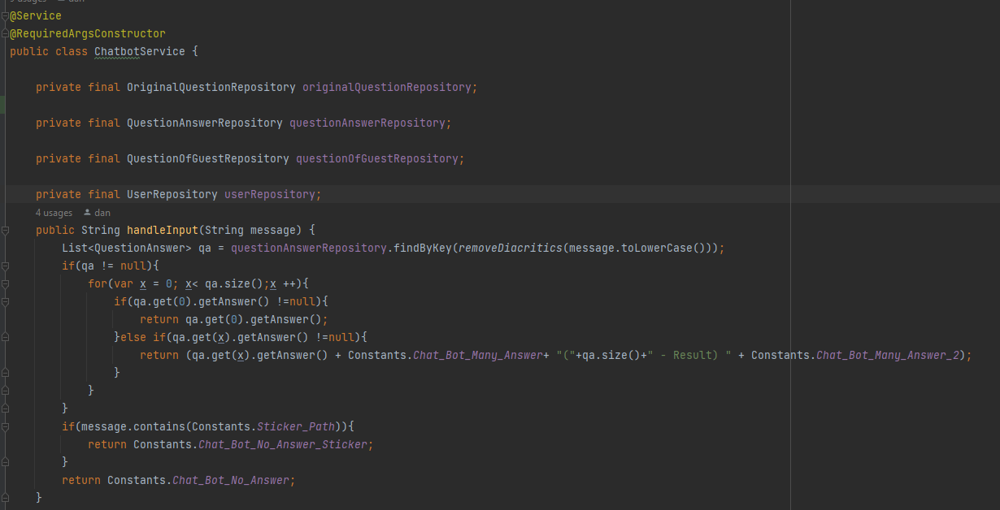 9 usages dan
@Service
@RequiredArgsConstructor
public class ChatbotService {
private final OriginalQuestionRepository originalQuestionRepository;
private final QuestionAnswerRepository questionAnswerRepository;
private final QuestionOfGuestRepository questionOfGuestRepository;
private final UserRepository userRepository;
4 usages dan
public String handleInput(String message) {
List<QuestionAnswer> qa = questionAnswerRepository.findByKey(removeDiacritics(message.toLowerCase()));
if(qa != null){
for(var x = 0; x< qa.size();x ++){
if(qa.get(0).getAnswer() !=null){
return qa.get(0).getAnswer();
}else if(qa.get(x).getAnswer() !=null){
return (qa.get(x).getAnswer() + Constants.Chat_Bot_Many_Answer+ "("+qa.size()+" - Result) " + Constants.Chat_Bot_Many_Answer_2);
}
}
}
if(message.contains(Constants.Sticker_Path)){
return Constants.Chat_Bot_No_Answer_Sticker;
}
return Constants.Chat_Bot_No_Answer;
}